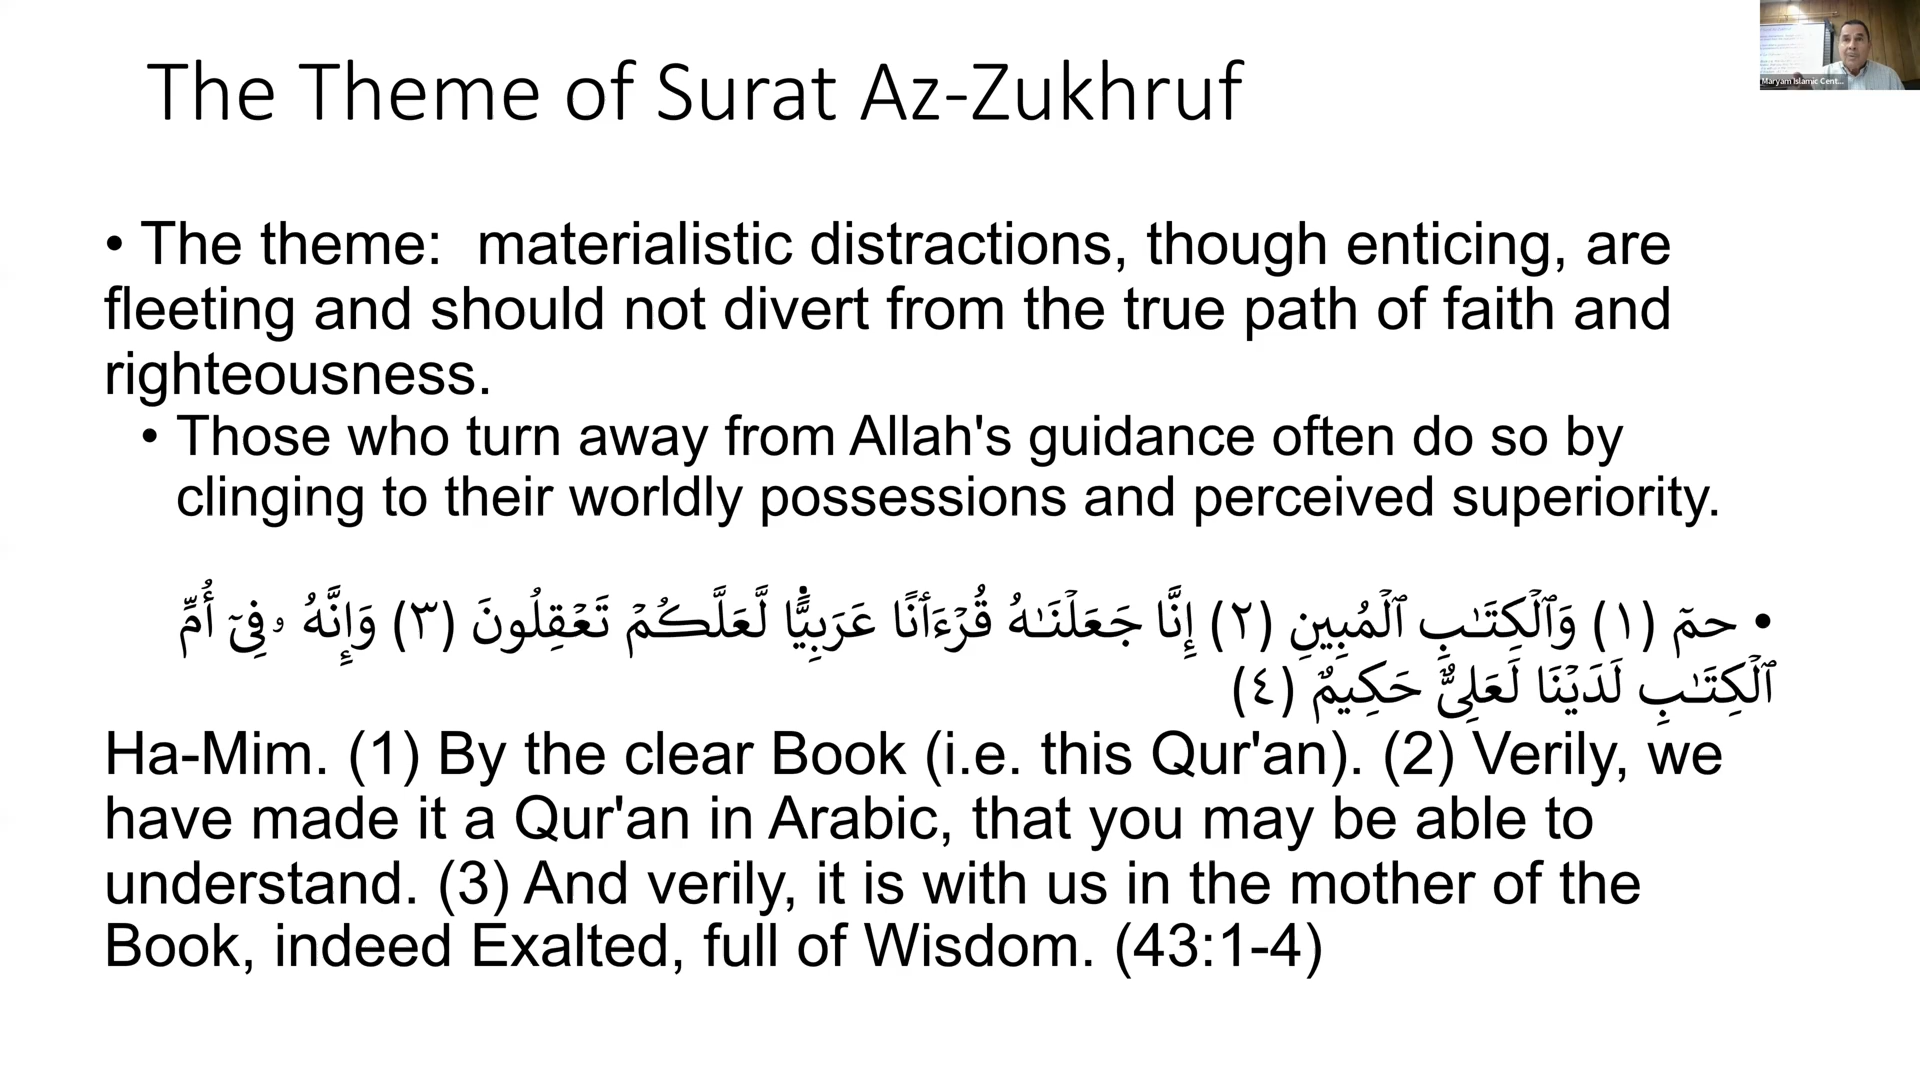 The Theme of Surat Az-Zukhruf
Maryam Islamic Cent...
• The theme:  materialistic distractions, though enticing, are
fleeting and should not divert from the true path of faith and
righteousness.
• Those who turn away from Allah's guidance often do so by
clinging to their worldly possessions and perceived superiority.
• حمٓ (١) وَٱلْكِتَـٰبِ ٱلْمُبِينِ (٢) إِنَّا جَعَلْنَـٰهُ قُرْءَٲنًا عَرَبِيًّ۬ا لَّعَلَّڪُمْ تَعْقِلُونَ (٣) وَإِنَّهُ ۥ فِىٓ أُمِّ
ٱلْكِتَـٰبِ لَدَيْنَا لَعَلِىٌّ حَكِيمٌ (٤)
Ha-Mim. (1) By the clear Book (i.e. this Qur'an). (2) Verily, we
have made it a Qur'an in Arabic, that you may be able to
understand. (3) And verily, it is with us in the mother of the
Book, indeed Exalted, full of Wisdom. (43:1-4)